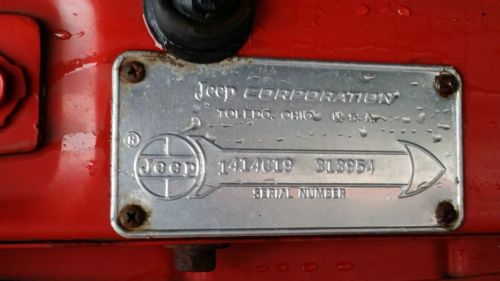 Jeep CORPORATION
TOLEDO, OHIO U.S.A.
® Jeep 1414C19 313954
SERIAL NUMBER